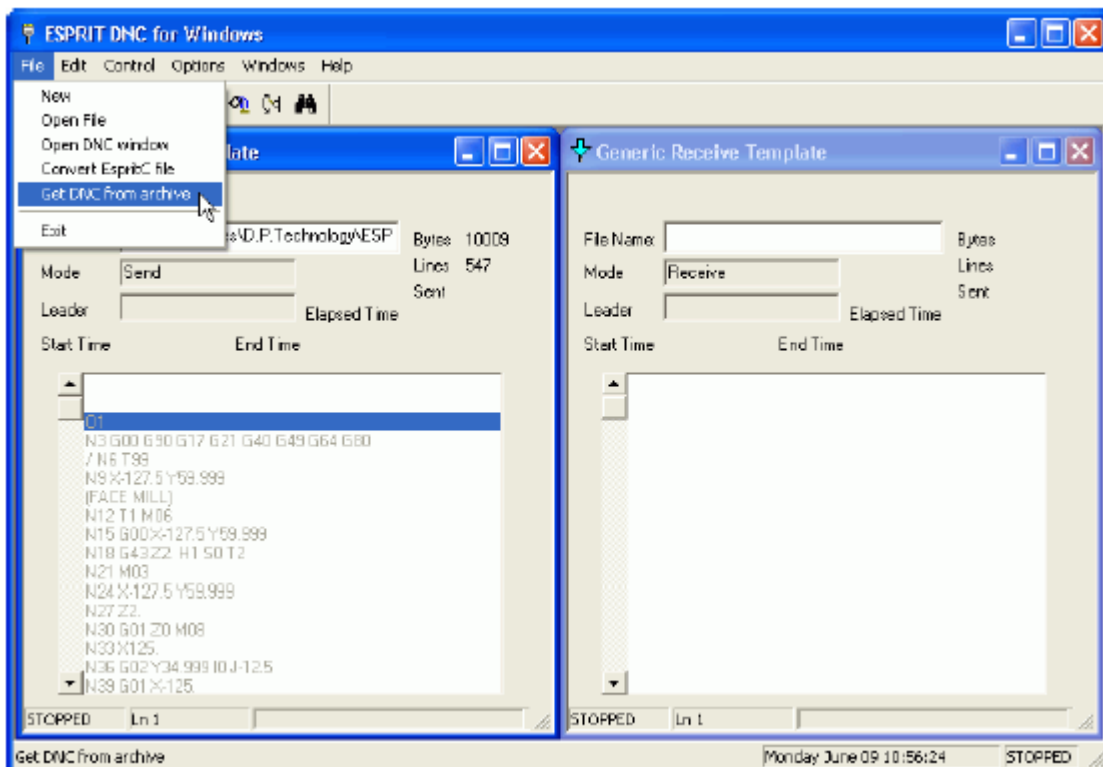 ESPRIT DNC for Windows
File Edit Control Options Windows Help
New
Open File
Open DNC window
Convert EspritC file
Get DNC from archive
Exit
late
s\D.P.Technology\ESP
Bytes 10009
Mode Send
Lines 547
Sent
Leader
Elapsed Time
Start Time End Time
O1
N3 G00 G90 G17 G21 G40 G49 G64 G80
/ N6 T99
N9 X-127.5 Y59.999
(FACE MILL)
N12 T1 M06
N15 G00 X-127.5 Y59.999
N18 G43 Z2. H1 S0 T2
N21 M03
N24 X-127.5 Y59.999
N27 Z2.
N30 G01 Z0 M08
N33 X125.
N36 G02 Y34.999 I0 J-12.5
N39 G01 X-125.
STOPPED Ln 1
Generic Receive Template
File Name: Bytes
Mode Receive Lines
Sent
Leader
Elapsed Time
Start Time End Time
STOPPED Ln 1
Get DNC from archive Monday June 09 10:56:24 STOPPED